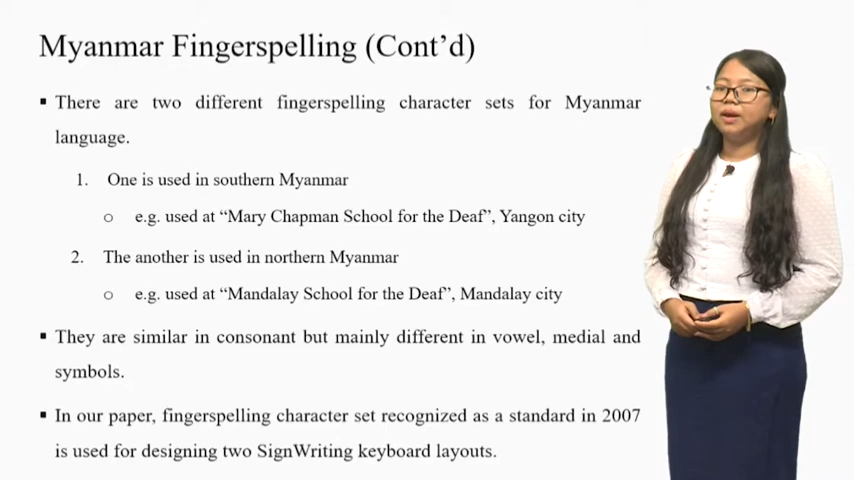 Myanmar Fingerspelling (Cont’d)
▪ There are two different fingerspelling character sets for Myanmar
language.
1. One is used in southern Myanmar
o e.g. used at “Mary Chapman School for the Deaf”, Yangon city
2. The another is used in northern Myanmar
o e.g. used at “Mandalay School for the Deaf”, Mandalay city
▪ They are similar in consonant but mainly different in vowel, medial and
symbols.
▪ In our paper, fingerspelling character set recognized as a standard in 2007
is used for designing two SignWriting keyboard layouts.